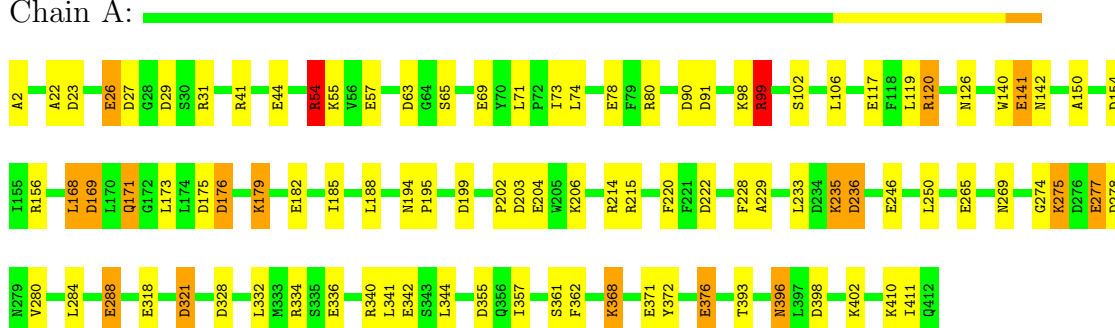 Chain A:
A2 A22 D23 E26 D27 G28 D29 S30 R31 R41 E44 R54 K55 V56 E57 D63 G64 S65 E69 Y70 L71 P72 I73 L74 E78 F79 R80 D90 D91 K98 R99 S102 L106 E117 F118 L119 R120 N126 W140 E141 N142 A150 D154
I155 R156 L168 D169 L170 Q171 G172 L173 L174 D175 D176 K179 E182 I185 L188 N194 P195 D199 P202 D203 E204 W205 K206 R214 R215 F220 F221 D222 F228 A229 L233 D234 K235 D236 E246 L250 E265 N269 G274 K275 D276 E277 D278
N279 V280 L284 E288 E318 D321 D328 L332 M333 R334 S335 E336 R340 L341 E342 S343 L344 D355 Q356 I357 S361 F362 K368 E371 Y372 E376 T393 N396 L397 D398 K402 K410 I411 Q412